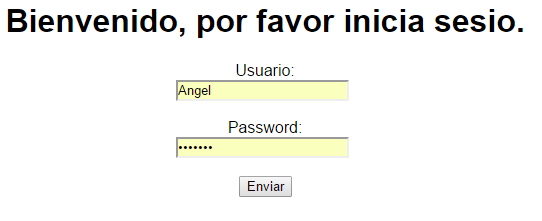 Bienvenido, por favor inicia sesio.
Usuario:
Angel
Password:
•••••••
Enviar